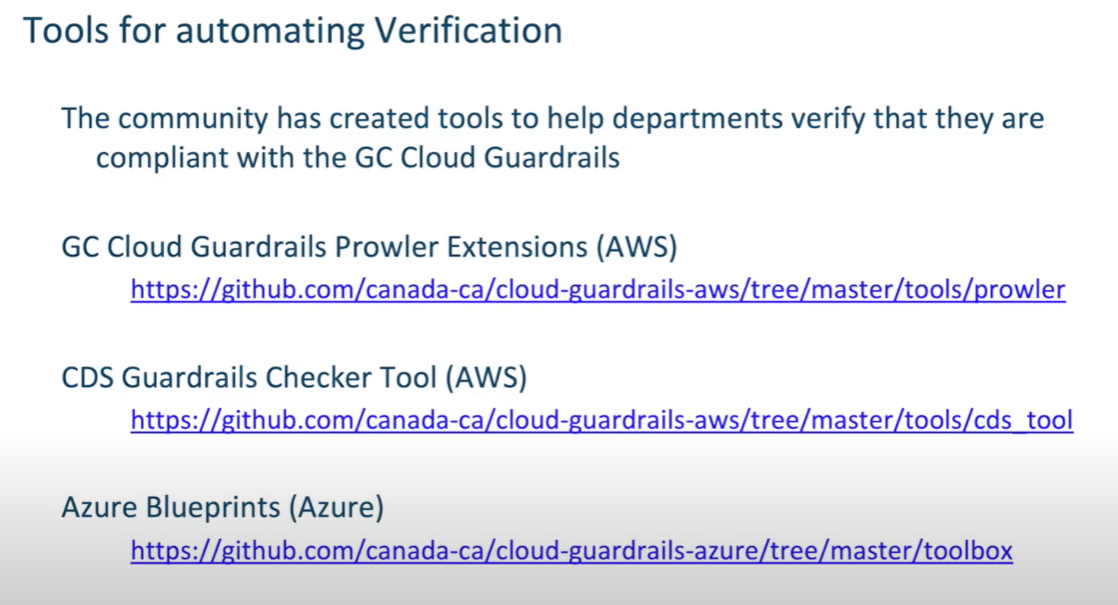 Tools for automating Verification
The community has created tools to help departments verify that they are
compliant with the GC Cloud Guardrails
GC Cloud Guardrails Prowler Extensions (AWS)
https://github.com/canada-ca/cloud-guardrails-aws/tree/master/tools/prowler
CDS Guardrails Checker Tool (AWS)
https://github.com/canada-ca/cloud-guardrails-aws/tree/master/tools/cds_tool
Azure Blueprints (Azure)
https://github.com/canada-ca/cloud-guardrails-azure/tree/master/toolbox